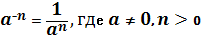 a⁻ⁿ = 1/aⁿ, где a ≠ 0, n > 0